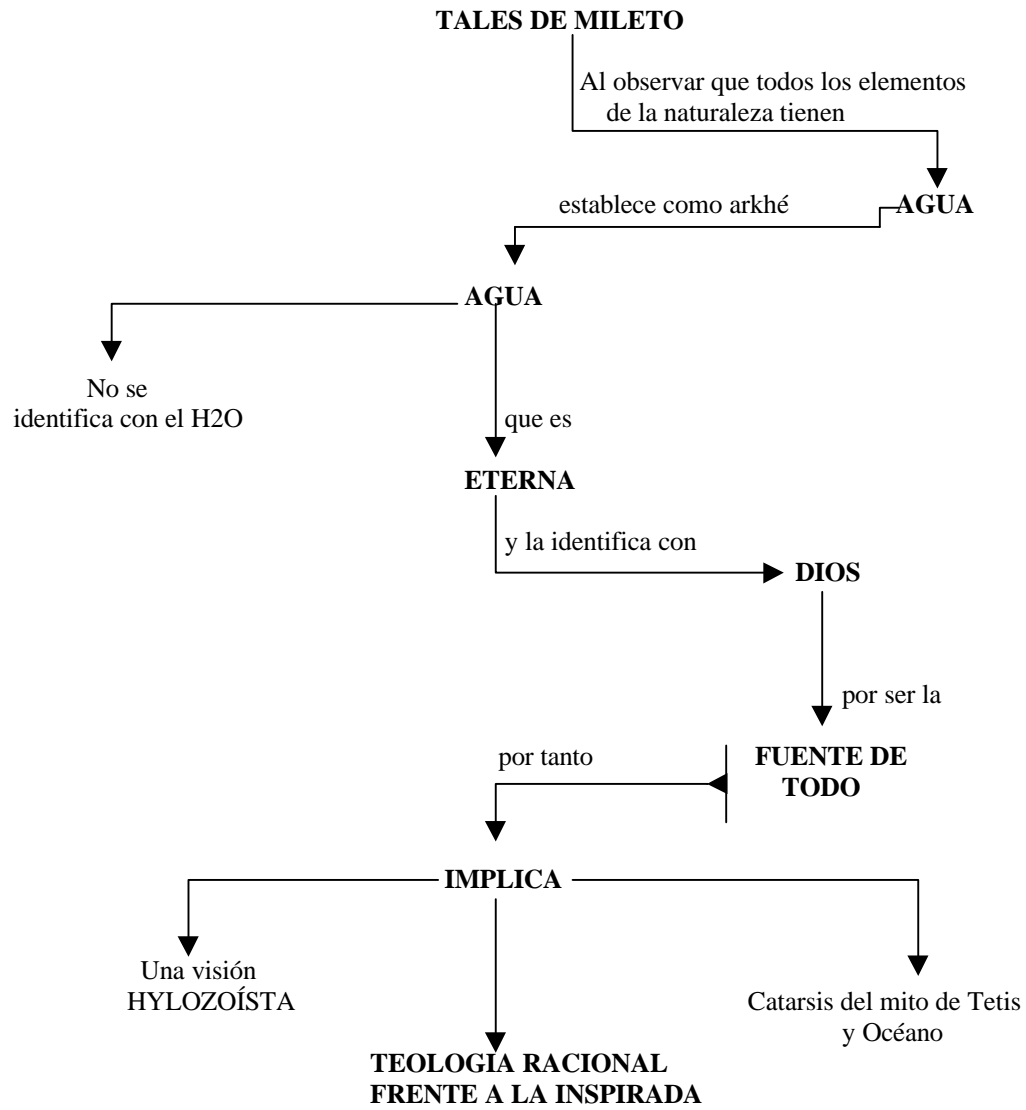 TALES DE MILETO
Al observar que todos los elementos
de la naturaleza tienen
establece como arkhé
AGUA
AGUA
No se
identifica con el H2O
que es
ETERNA
y la identifica con
DIOS
por ser la
por tanto
FUENTE DE
TODO
IMPLICA
Una visión
HYLOZOÍSTA
Catarsis del mito de Tetis
y Océano
TEOLOGÍA RACIONAL
FRENTE A LA INSPIRADA